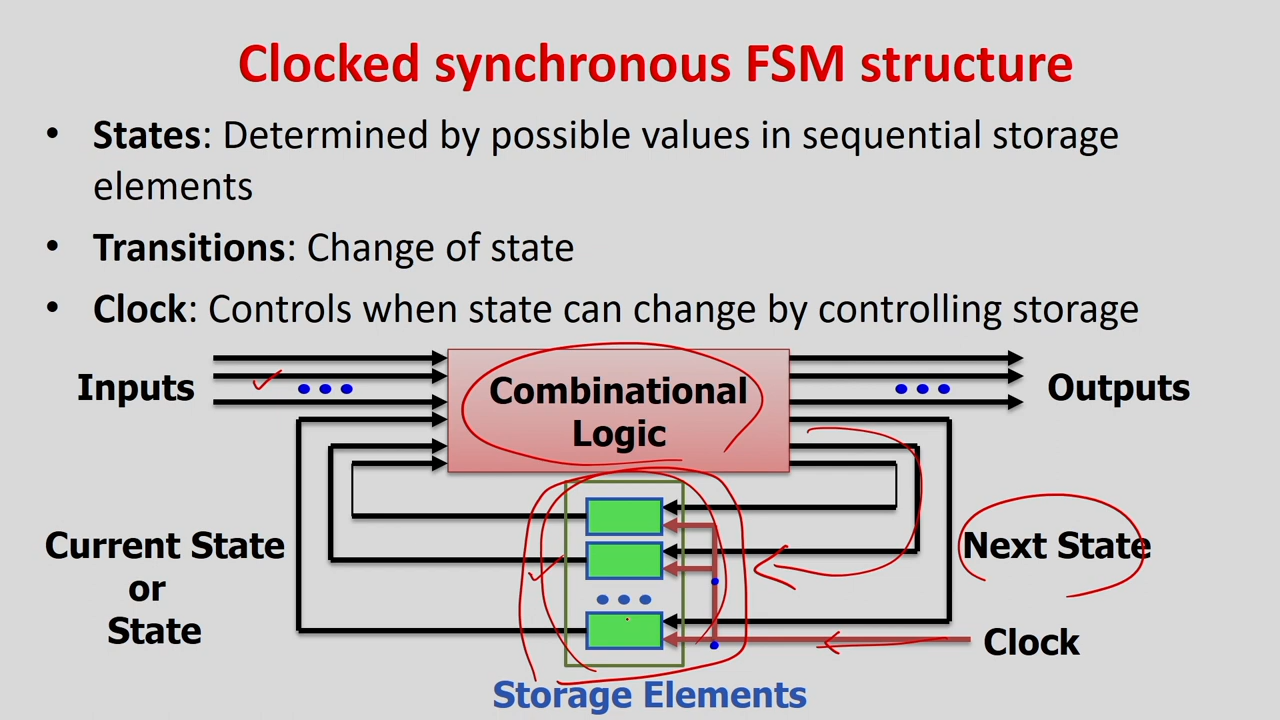 Clocked synchronous FSM structure
• States: Determined by possible values in sequential storage
elements
• Transitions: Change of state
• Clock: Controls when state can change by controlling storage
Inputs
Combinational
Logic
Outputs
Current State
or
State
Next State
Clock
Storage Elements